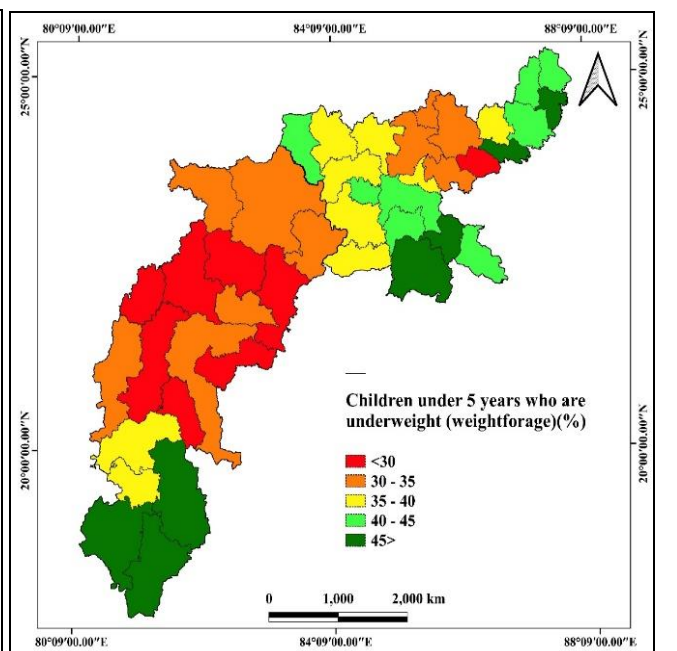 80°09'00.00"E 84°09'00.00"E 88°09'00.00"E
25°00'00.00"N
25°00'00.00"N
20°00'00.00"N
20°00'00.00"N
Children under 5 years who are
underweight (weightforage)(%)
<30
30 - 35
35 - 40
40 - 45
45>
0 1,000 2,000 km
80°09'00.00"E 84°09'00.00"E 88°09'00.00"E